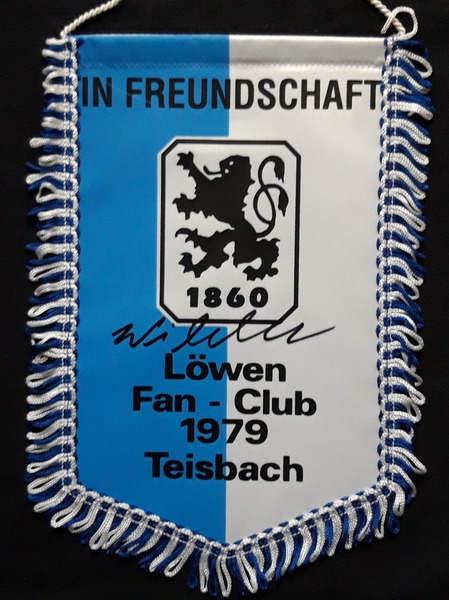 IN FREUNDSCHAFT
1860
Löwen
Fan - Club
1979
Teisbach